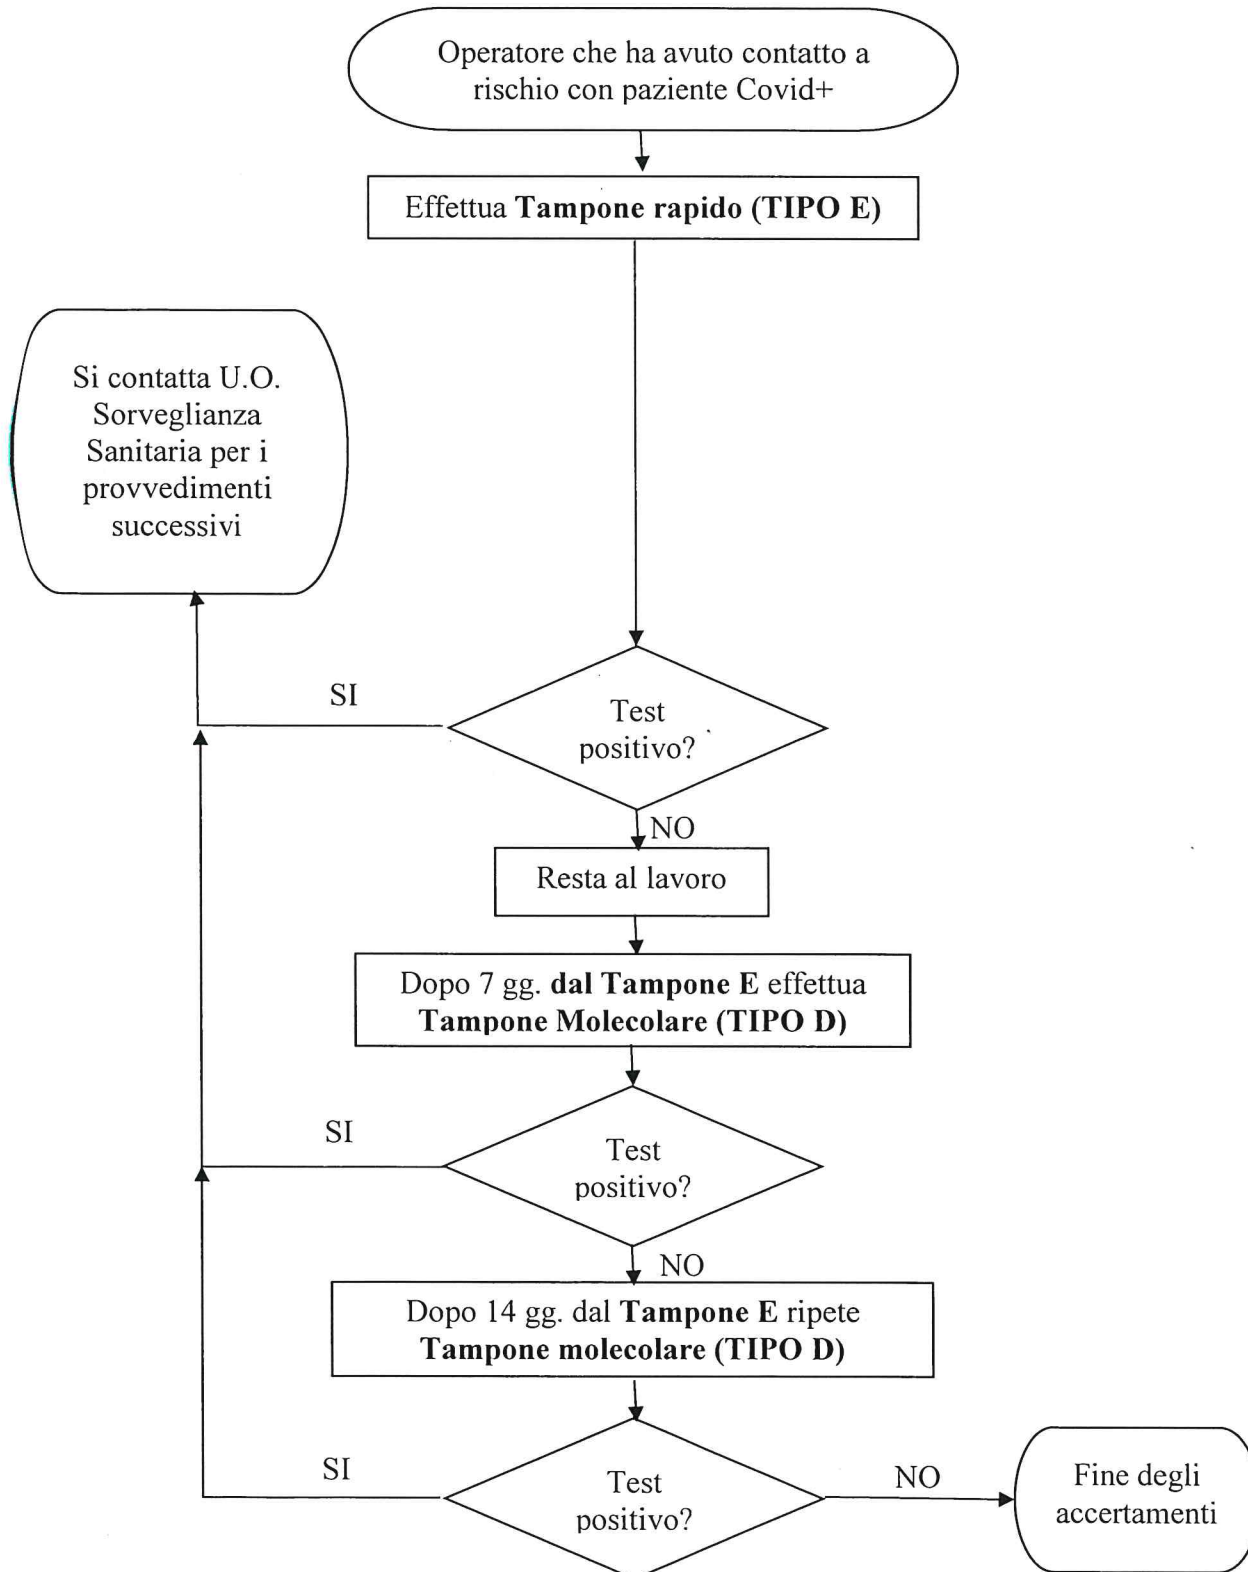 Operatore che ha avuto contatto a
rischio con paziente Covid+
Effettua Tampone rapido (TIPO E)
Si contatta U.O.
Sorveglianza
Sanitaria per i
provvedimenti
successivi
SI
Test
positivo?
NO
Resta al lavoro
Dopo 7 gg. dal Tampone E effettua
Tampone Molecolare (TIPO D)
SI
Test
positivo?
NO
Dopo 14 gg. dal Tampone E ripete
Tampone molecolare (TIPO D)
SI
Test
positivo?
NO
Fine degli
accertamenti